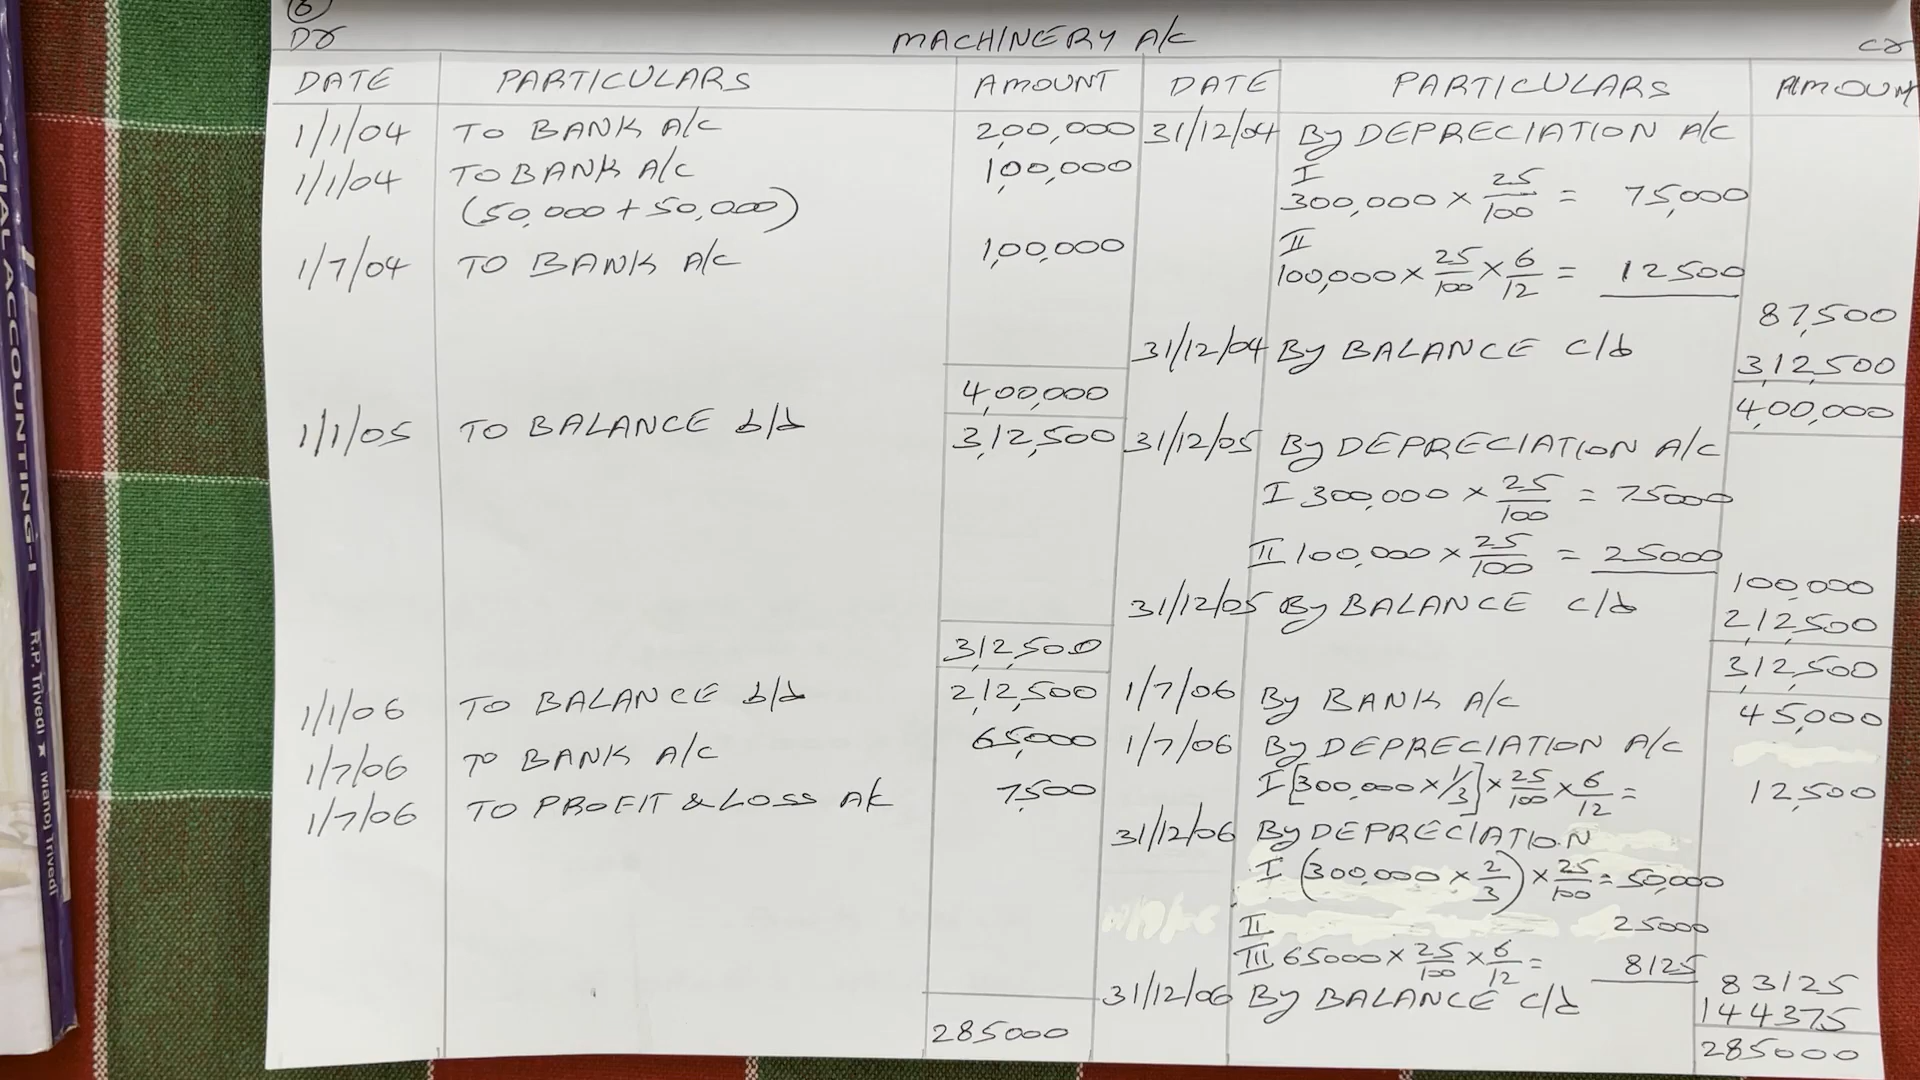 6
Dr
MACHINERY A/c
Cr
DATE PARTICULARS AMOUNT DATE PARTICULARS AMOUNT
1/1/04 TO BANK A/c 2,00,000 31/12/04 By DEPRECIATION A/c
1/1/04 TO BANK A/c 1,00,000 I
(50,000 + 50,000) 300,000 × 25/100 = 75,000
1/7/04 TO BANK A/c 1,00,000 II
100,000 × 25/100 × 6/12 = 12500
87,500
31/12/04 By BALANCE c/d 3,12,500
4,00,000 4,00,000
1/1/05 TO BALANCE b/d 3,12,500 31/12/05 By DEPRECIATION A/c
I 300,000 × 25/100 = 75000
II 100,000 × 25/100 = 25000
100,000
31/12/05 By BALANCE c/d 2,12,500
3,12,500 3,12,500
1/1/06 TO BALANCE b/d 2,12,500 1/7/06 By BANK A/c 45,000
1/7/06 TO BANK A/c 65,000 1/7/06 By DEPRECIATION A/c
1/7/06 TO PROFIT & LOSS A/c 7,500 I [300,000 × 1/3] × 25/100 × 6/12 = 12,500
31/12/06 By DEPRECIATION
I (300,000 × 2/3) × 25/100 = 50,000
II 25000
III 65000 × 25/100 × 6/12 = 8125
83125
31/12/06 By BALANCE c/d 144375
285000 285000
NCIAL ACCOUNTING-I
R.P. Trivedi ★ Manoj Trivedi